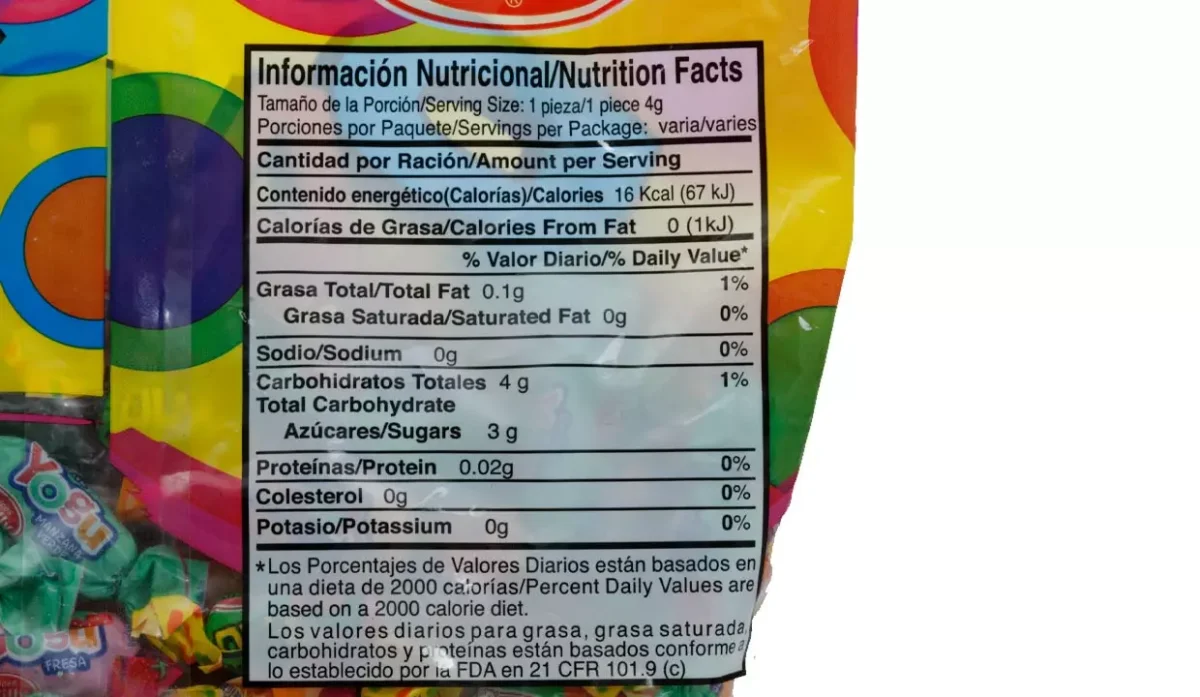 ®
Información Nutricional/Nutrition Facts
Tamaño de la Porción/Serving Size: 1 pieza/1 piece 4g
Porciones por Paquete/Servings per Package: varia/varies
Cantidad por Ración/Amount per Serving
Contenido energético(Calorías)/Calories 16 Kcal (67 kJ)
Calorías de Grasa/Calories From Fat 0 (1kJ)
% Valor Diario/% Daily Value*
Grasa Total/Total Fat 0.1g 1%
Grasa Saturada/Saturated Fat 0g 0%
Sodio/Sodium 0g 0%
Carbohidratos Totales 4 g 1%
Total Carbohydrate
Azúcares/Sugars 3 g
Proteínas/Protein 0.02g 0%
Colesterol 0g 0%
Potasio/Potassium 0g 0%
*Los Porcentajes de Valores Diarios están basados en
una dieta de 2000 calorías/Percent Daily Values are
based on a 2000 calorie diet.
Los valores diarios para grasa, grasa saturada,
carbohidratos y proteínas están basados conforme a
lo establecido por la FDA en 21 CFR 101.9 (c)
Yogu
MANZANA
VERDE
Yogu
FRESA